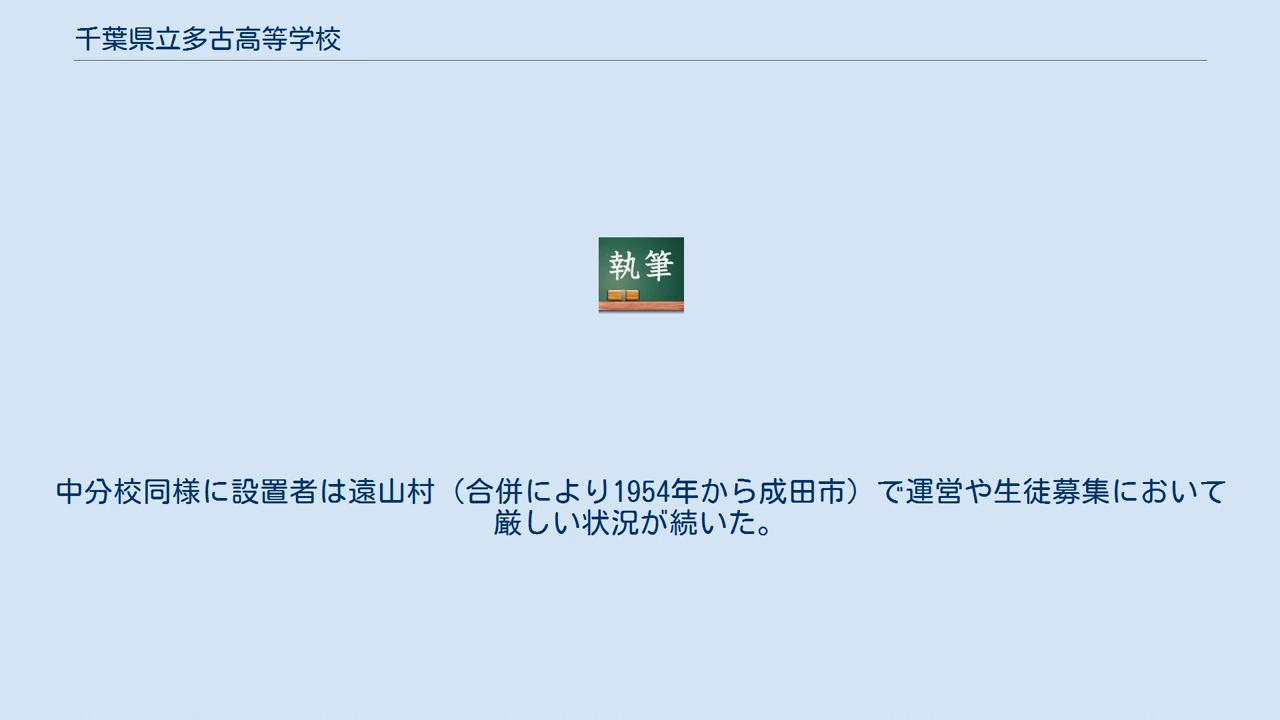 千葉県立多古高等学校
執筆
中分校同様に設置者は遠山村（合併により1954年から成田市）で運営や生徒募集において
厳しい状況が続いた。